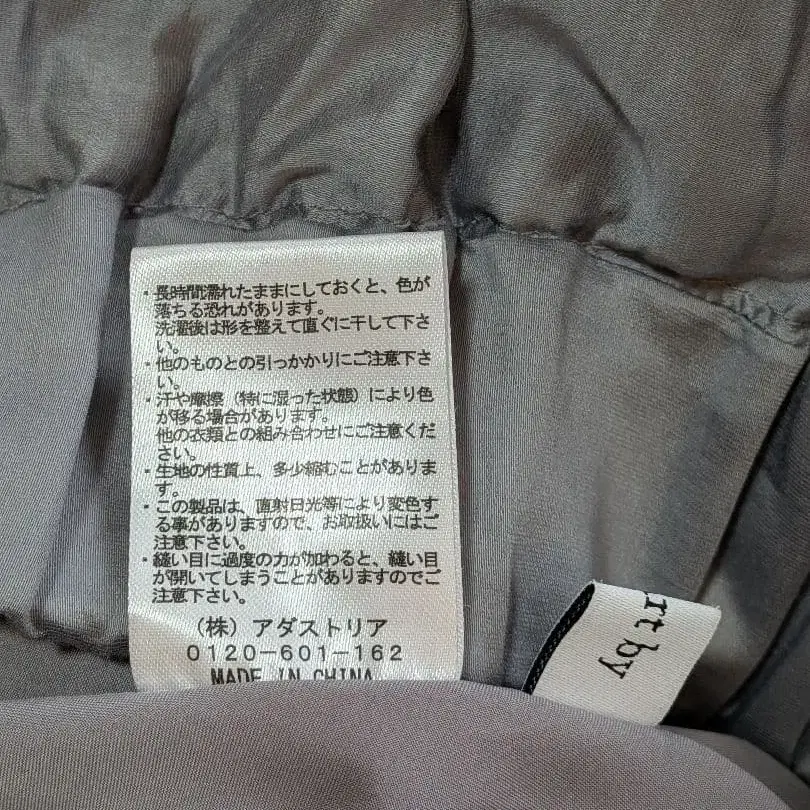 ・長時間濡れたままにしておくと、色が
落ちる恐れがあります。
洗濯後は形を整えて直ぐに干して下さ
い。
・他のものとの引っかかりにご注意下さ
い。
・汗や摩擦（特に湿った状態）により色
が移る場合があります。
他の衣類との組み合わせにご注意くだ
さい。
・生地の性質上、多少縮むことがありま
す。
・この製品は、直射日光等により変色す
る事がありますので、お取扱いにはご
注意下さい。
・縫い目に過度の力が加わると、縫い目
が開いてしまうことがありますのでご
注意下さい。
（株）アダストリア
0120-601-162
MADE IN CHINA
rt by